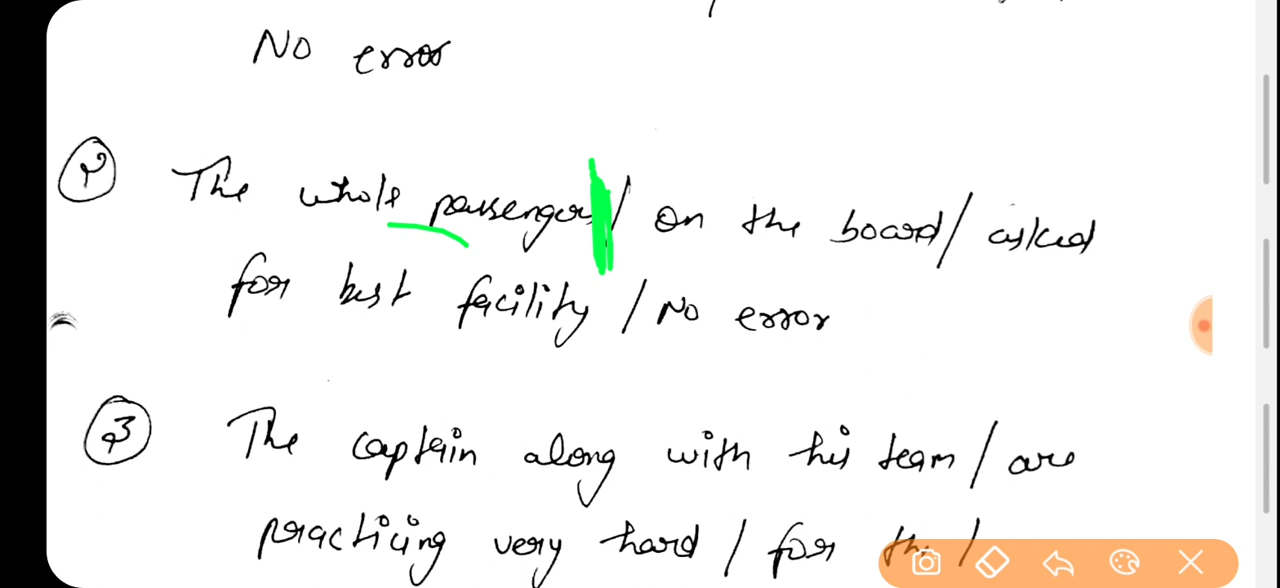 No error
② The whole passenger / on the board / asked
for best facility / No error
③ The captain along with his team / are
practicing very hard / for the /